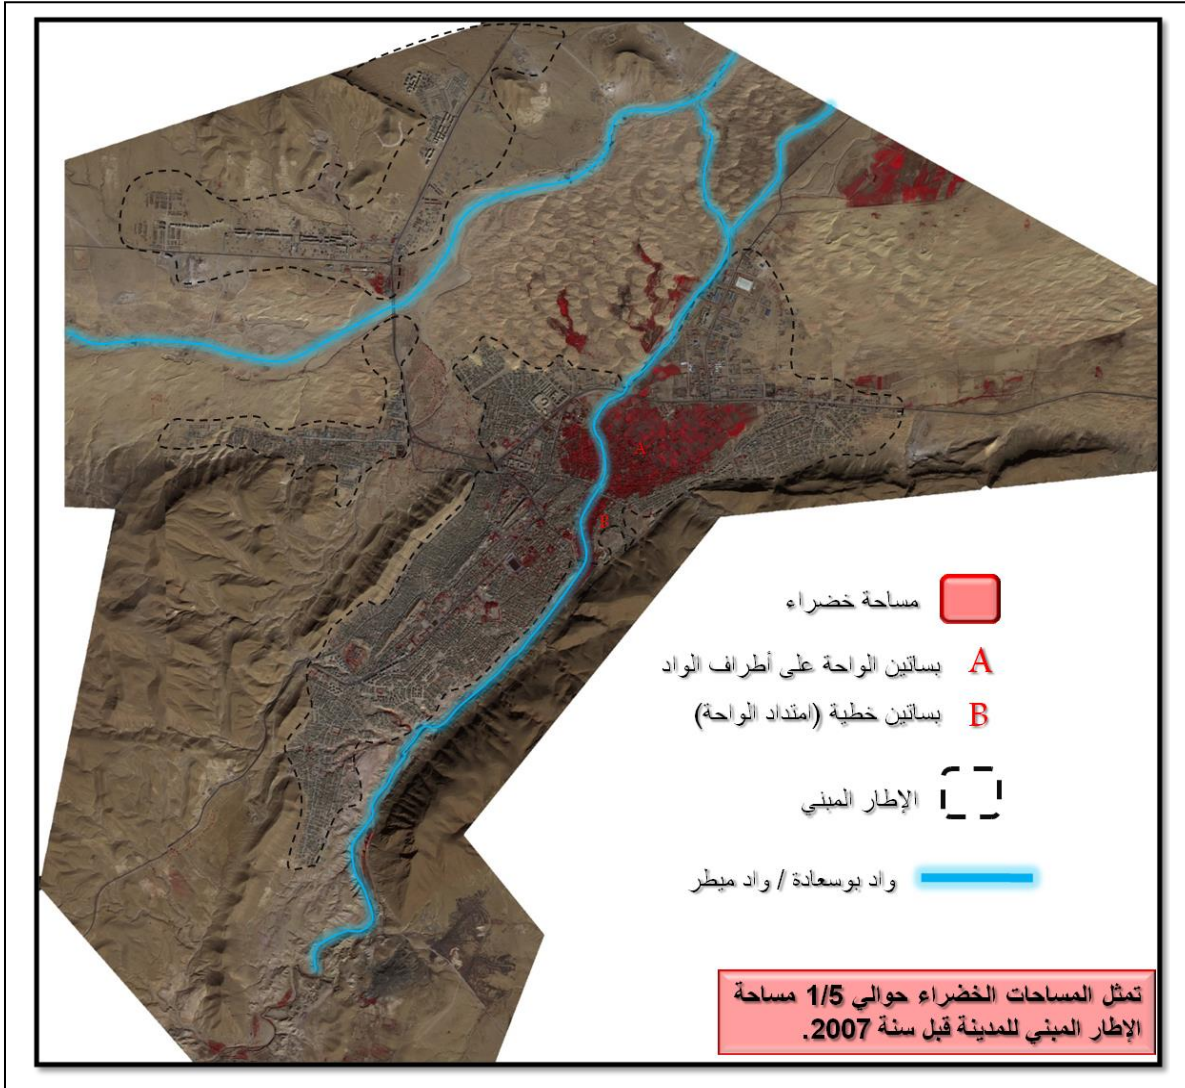 A
B
مساحة خضراء
A بساتين الواحة على أطراف الواد
B بساتين خطية (امتداد الواحة)
الإطار المبني
واد بوسعادة / واد ميطر
تمثل المساحات الخضراء حوالي 1/5 مساحة
الإطار المبني للمدينة قبل سنة 2007.